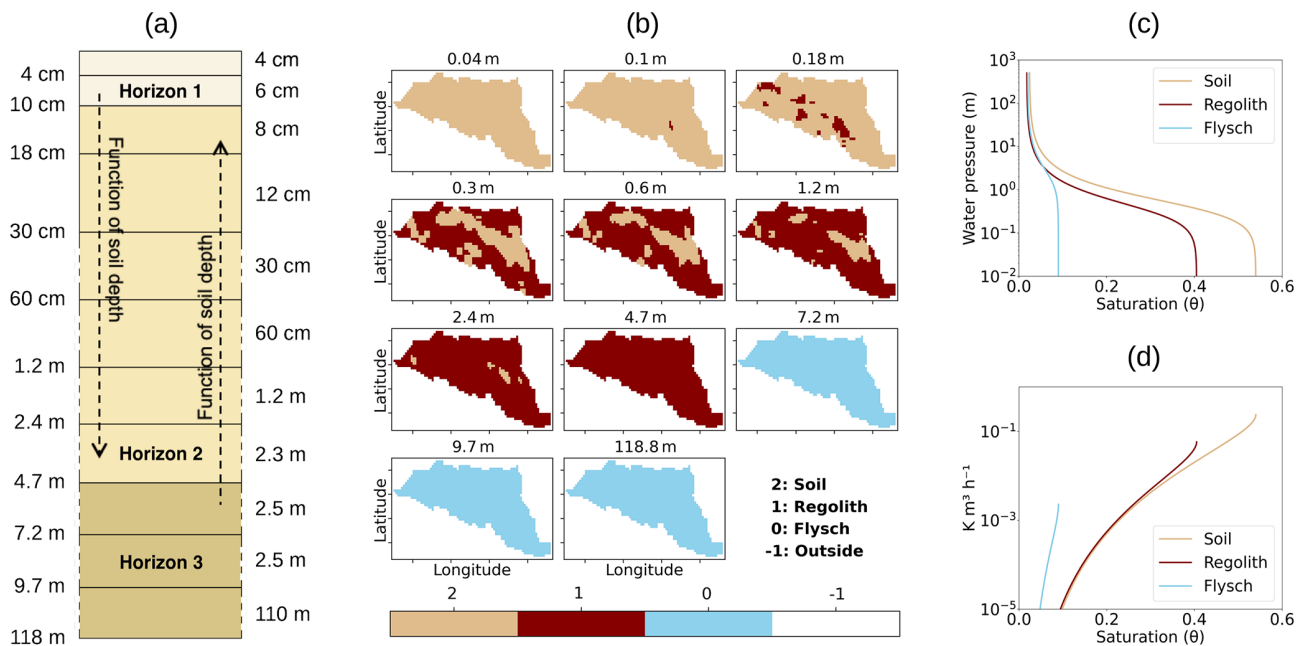 (a)
4 cm
10 cm
18 cm
30 cm
60 cm
1.2 m
2.4 m
4.7 m
7.2 m
9.7 m
118 m
Horizon 1
Function of soil depth
Function of soil depth
Horizon 2
Horizon 3
4 cm
6 cm
8 cm
12 cm
30 cm
60 cm
1.2 m
2.3 m
2.5 m
2.5 m
110 m
(b)
0.04 m
0.1 m
0.18 m
Latitude
0.3 m
0.6 m
1.2 m
Latitude
2.4 m
4.7 m
7.2 m
Latitude
9.7 m
118.8 m
Latitude
Longitude
Longitude
2: Soil
1: Regolith
0: Flysch
-1: Outside
2
1
0
-1
(c)
10³
10²
10¹
10⁰
10⁻¹
10⁻²
Water pressure (m)
Soil
Regolith
Flysch
0.0
0.2
0.4
0.6
Saturation (θ)
(d)
10⁻¹
10⁻³
10⁻⁵
K m³ h⁻¹
Soil
Regolith
Flysch
0.0
0.2
0.4
0.6
Saturation (θ)